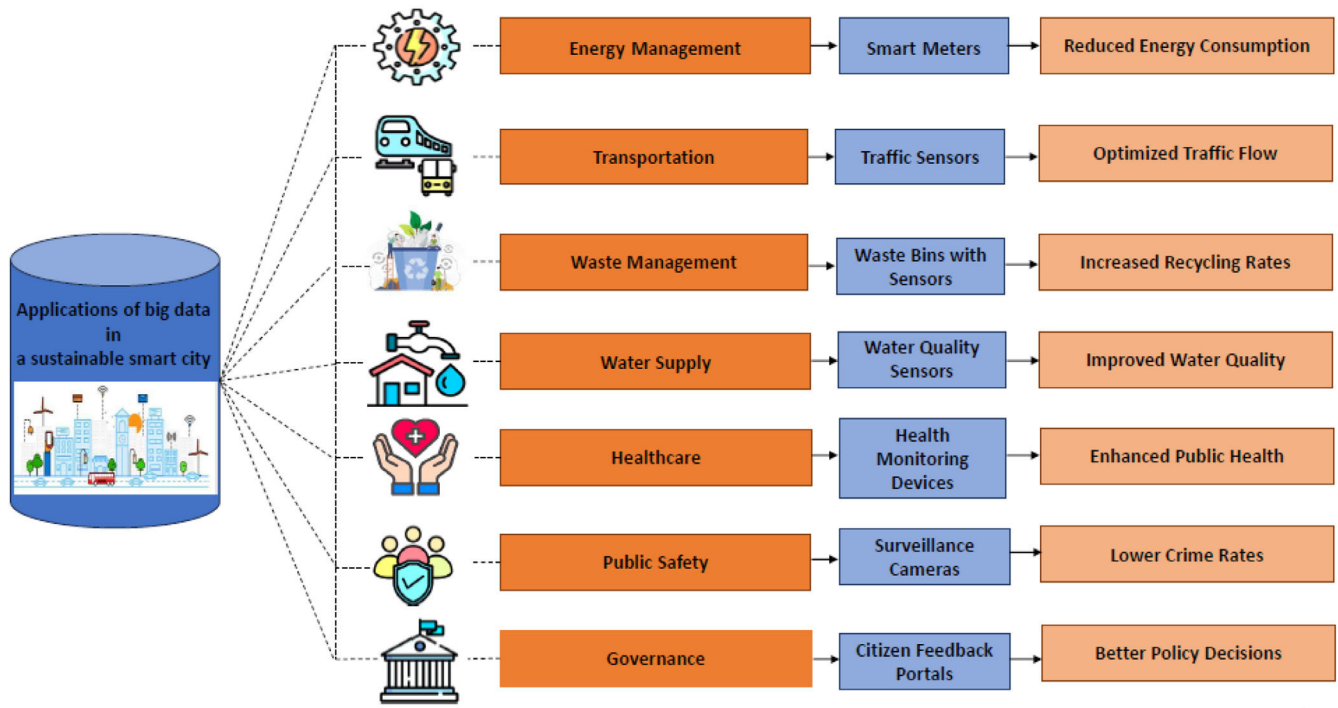 Applications of big data
in
a sustainable smart city
Energy Management
Smart Meters
Reduced Energy Consumption
Transportation
Traffic Sensors
Optimized Traffic Flow
Waste Management
Waste Bins with
Sensors
Increased Recycling Rates
Water Supply
Water Quality
Sensors
Improved Water Quality
Healthcare
Health
Monitoring
Devices
Enhanced Public Health
Public Safety
Surveillance
Cameras
Lower Crime Rates
Governance
Citizen Feedback
Portals
Better Policy Decisions